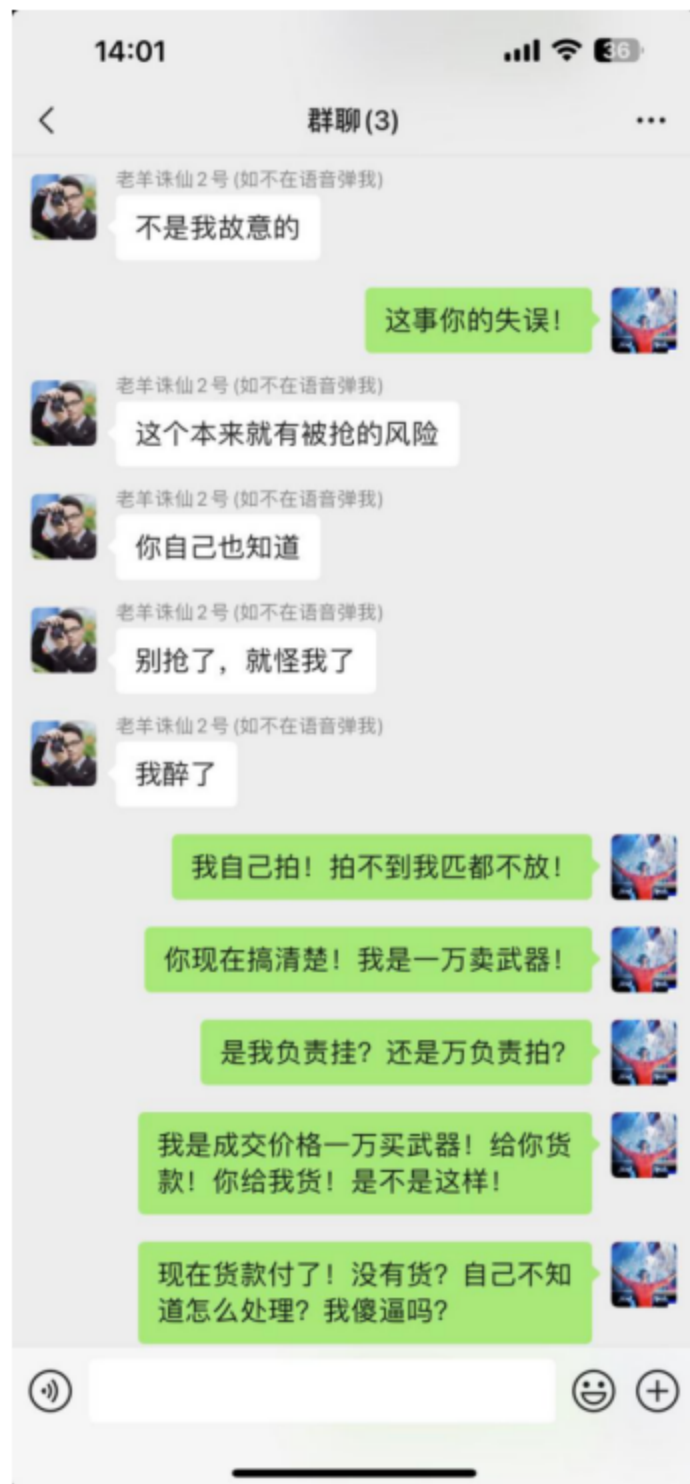 14:01
36
群聊(3)
老羊诛仙2号(如不在语音弹我)
不是我故意的
这事你的失误!
老羊诛仙2号(如不在语音弹我)
这个本来就有被抢的风险
老羊诛仙2号(如不在语音弹我)
你自己也知道
老羊诛仙2号(如不在语音弹我)
别抢了，就怪我了
老羊诛仙2号(如不在语音弹我)
我醉了
我自己拍！拍不到我匹都不放！
你现在搞清楚！我是一万卖武器！
是我负责挂？还是万负责拍？
我是成交价格一万买武器！给你货
款！你给我货！是不是这样！
现在货款付了！没有货？自己不知
道怎么处理？我傻逼吗？